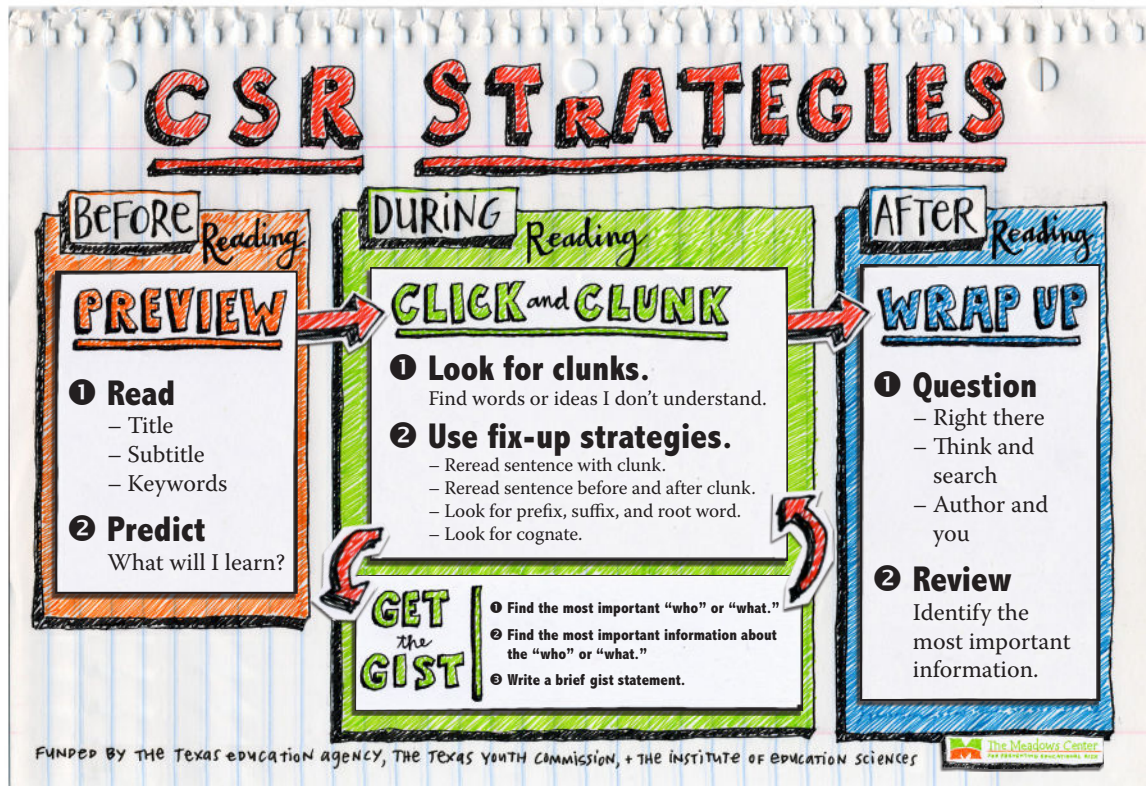 CSR STRATEGIES
BEFORE
Reading
PREVIEW
❶ Read
– Title
– Subtitle
– Keywords
❷ Predict
What will I learn?
DURING
Reading
CLICK and CLUNK
❶ Look for clunks.
Find words or ideas I don’t understand.
❷ Use fix-up strategies.
– Reread sentence with clunk.
– Reread sentence before and after clunk.
– Look for prefix, suffix, and root word.
– Look for cognate.
GET
the
GIST
❶ Find the most important “who” or “what.”
❷ Find the most important information about
the “who” or “what.”
❸ Write a brief gist statement.
AFTER
Reading
WRAP UP
❶ Question
– Right there
– Think and
search
– Author and
you
❷ Review
Identify the
most important
information.
FUNDED BY THE TEXAS EDUCATION AGENCY, THE TEXAS YOUTH COMMISSION, + THE INSTITUTE OF EDUCATION SCIENCES
The Meadows Center
FOR PREVENTING EDUCATIONAL RISK